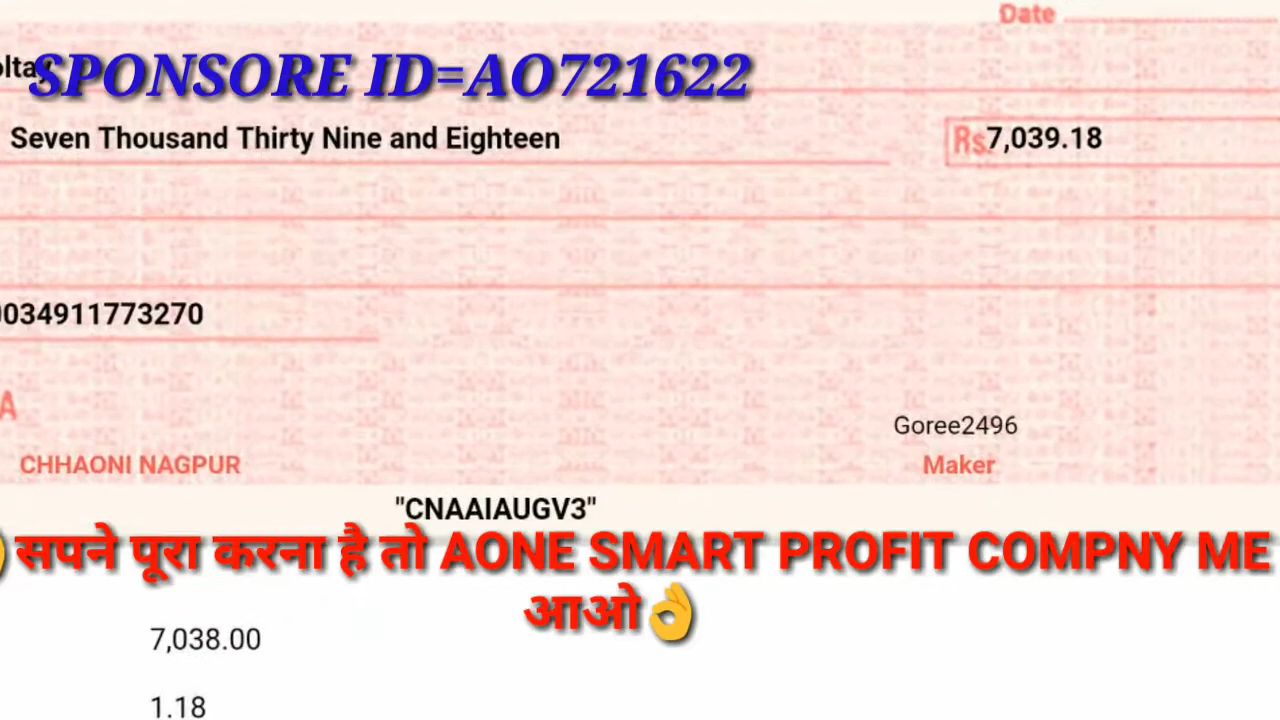 Date
SPONSORE ID=AO721622
Seven Thousand Thirty Nine and Eighteen
Rs.7,039.18
0034911773270
A
Goree2496
CHHAONI NAGPUR
Maker
"CNAAIAUGV3"
सपने पूरा करना है तो AONE SMART PROFIT COMPNY ME
आओ👌
7,038.00
1.18